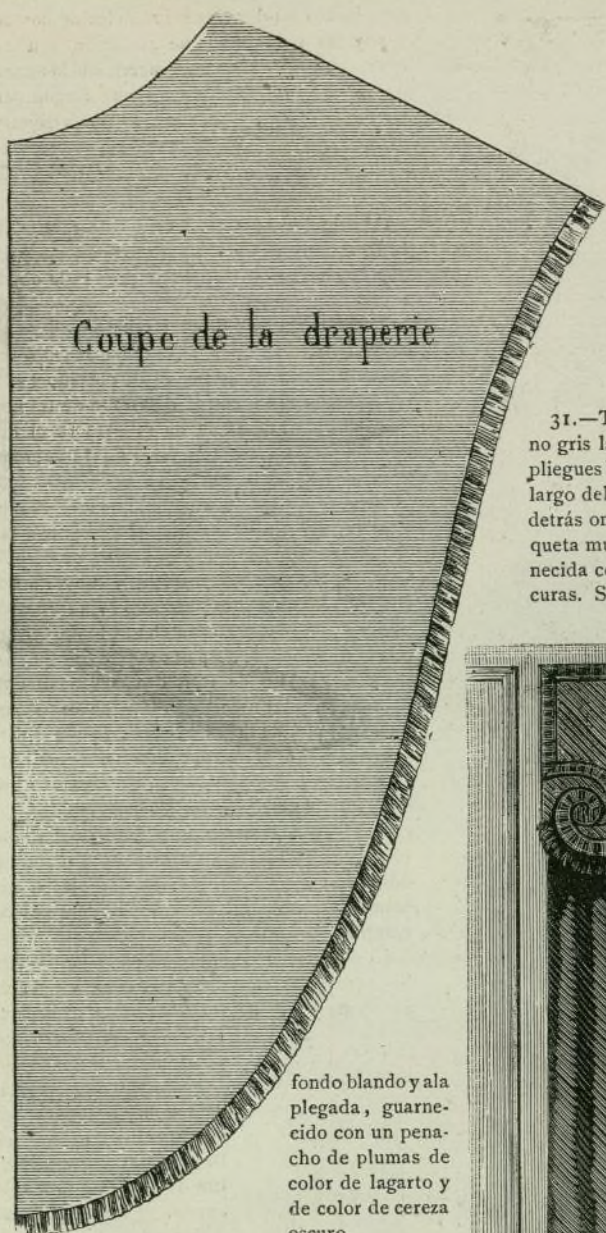 Coupe de la draperie
31.—T
no gris l
pliegues
largo del
detrás or
queta mu
necida co
curas. S
fondo blando y ala
plegada, guarne-
cido con un pena-
cho de plumas de
color de lagarto y
de color de cereza
oscuro